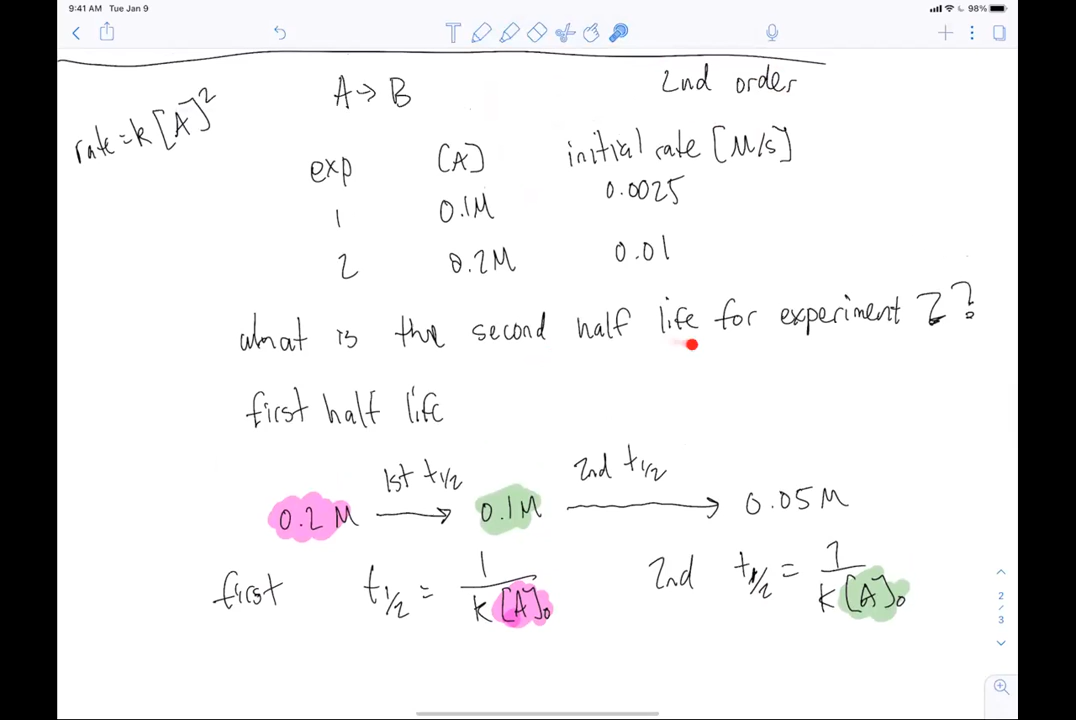 9:41 AM Tue Jan 9
98%
T
A → B
2nd order
rate = k [A]²
exp [A] initial rate [M/s]
1 0.1M 0.0025
2 0.2M 0.01
what is the second half life for experiment 2?
first half life
1st t1/2 2nd t1/2
0.2 M → 0.1M → 0.05 M
first t1/2 = 1 / k[A]₀ 2nd t1/2 = 1 / k[A]₀
2
/
3